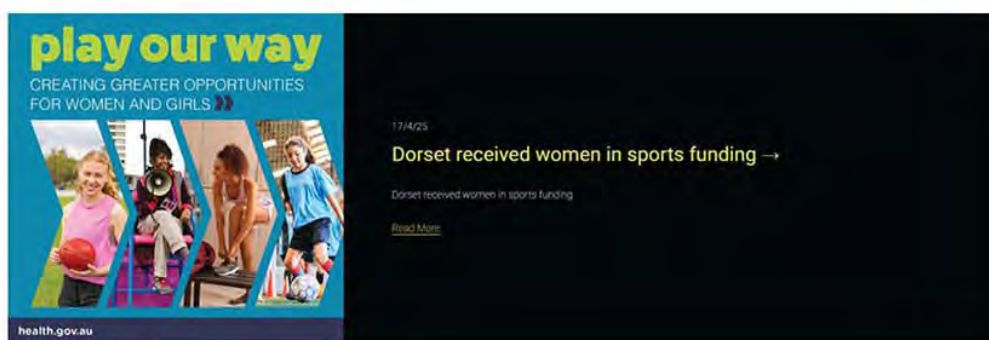 play our way
CREATING GREATER OPPORTUNITIES
FOR WOMEN AND GIRLS
health.gov.au
17/4/25
Dorset received women in sports funding →
Dorset received women in sports funding
Read More